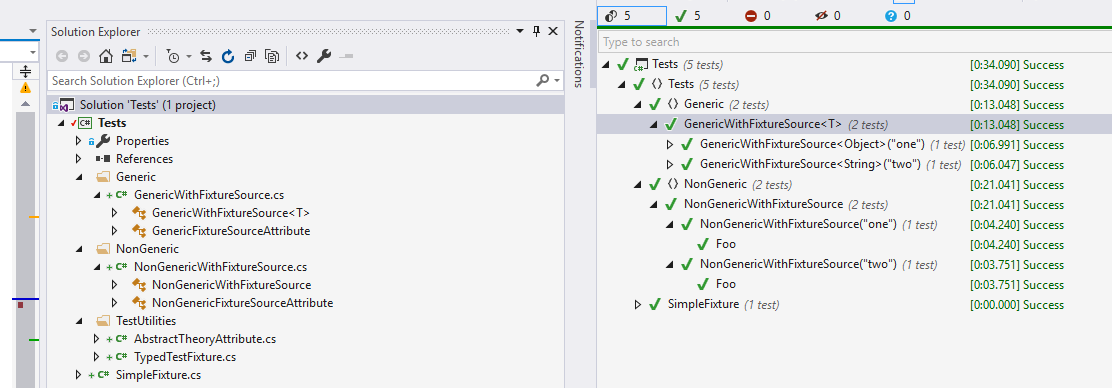 Solution Explorer
Search Solution Explorer (Ctrl+;)
Solution 'Tests' (1 project)
C# Tests
Properties
References
Generic
C# GenericWithFixtureSource.cs
GenericWithFixtureSource<T>
GenericFixtureSourceAttribute
NonGeneric
C# NonGenericWithFixtureSource.cs
NonGenericWithFixtureSource
NonGenericFixtureSourceAttribute
TestUtilities
C# AbstractTheoryAttribute.cs
C# TypedTestFixture.cs
C# SimpleFixture.cs
Notifications
5 5 0 0 0
Type to search
Tests (5 tests) [0:34.090] Success
Tests (5 tests) [0:34.090] Success
Generic (2 tests) [0:13.048] Success
GenericWithFixtureSource<T> (2 tests) [0:13.048] Success
GenericWithFixtureSource<Object>("one") (1 test) [0:06.991] Success
GenericWithFixtureSource<String>("two") (1 test) [0:06.047] Success
NonGeneric (2 tests) [0:21.041] Success
NonGenericWithFixtureSource (2 tests) [0:21.041] Success
NonGenericWithFixtureSource("one") (1 test) [0:04.240] Success
Foo [0:04.240] Success
NonGenericWithFixtureSource("two") (1 test) [0:03.751] Success
Foo [0:03.751] Success
SimpleFixture (1 test) [0:00.000] Success